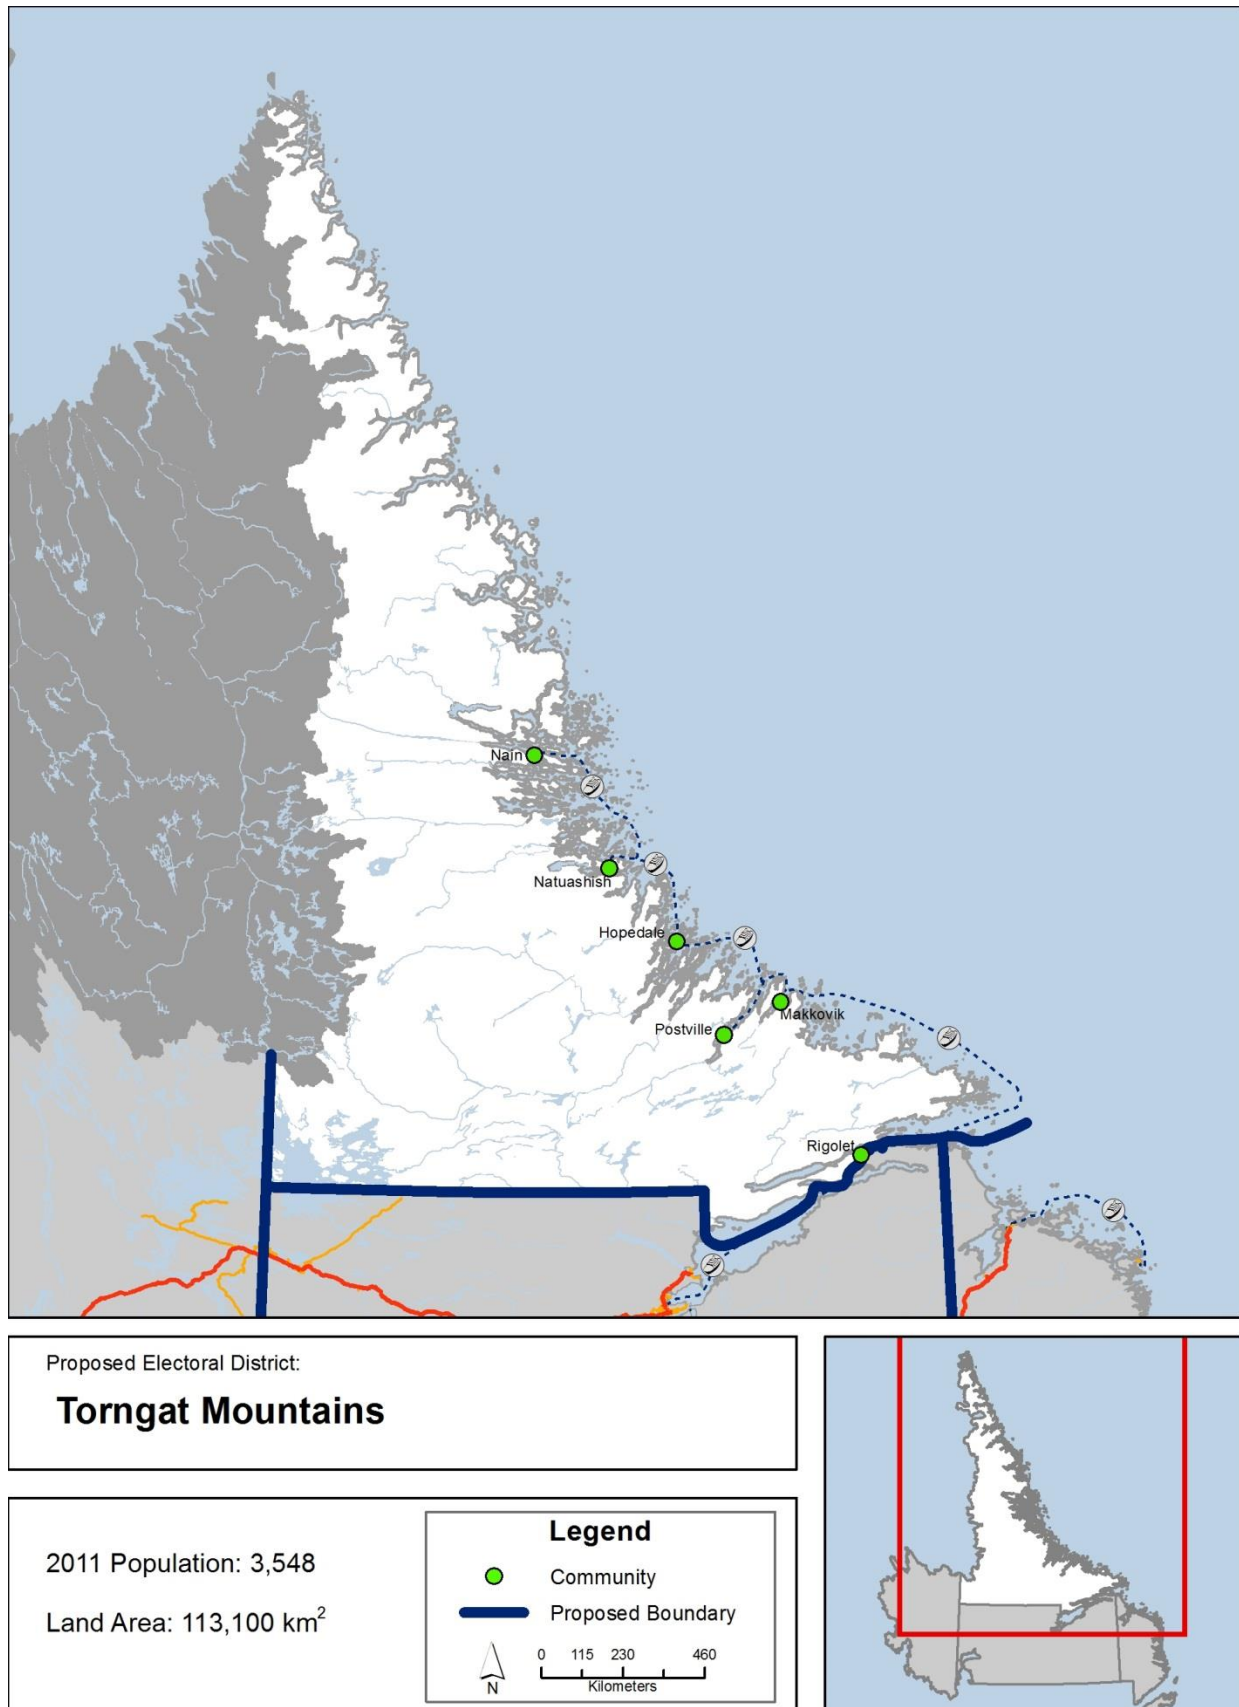 Nain
Natuashish
Hopedale
Makkovik
Postville
Rigolet
Proposed Electoral District:
Torngat Mountains
2011 Population: 3,548
Land Area: 113,100 km²
Legend
Community
Proposed Boundary
N
0 115 230 460
Kilometers